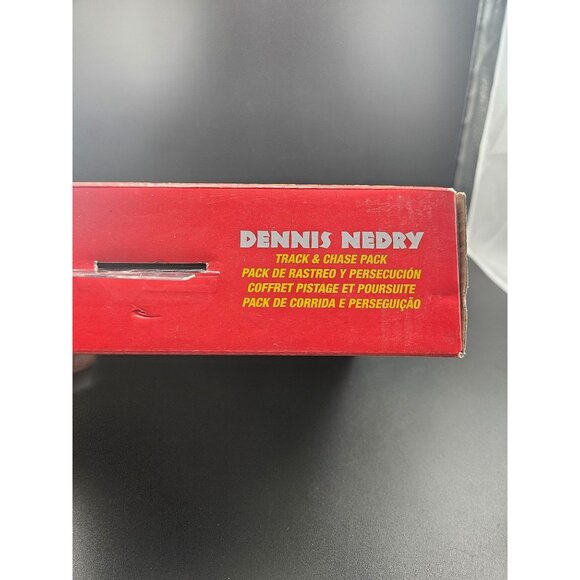 DENNIS NEDRY
TRACK & CHASE PACK
PACK DE RASTREO Y PERSECUCIÓN
COFFRET PISTAGE ET POURSUITE
PACK DE CORRIDA E PERSEGUIÇÃO